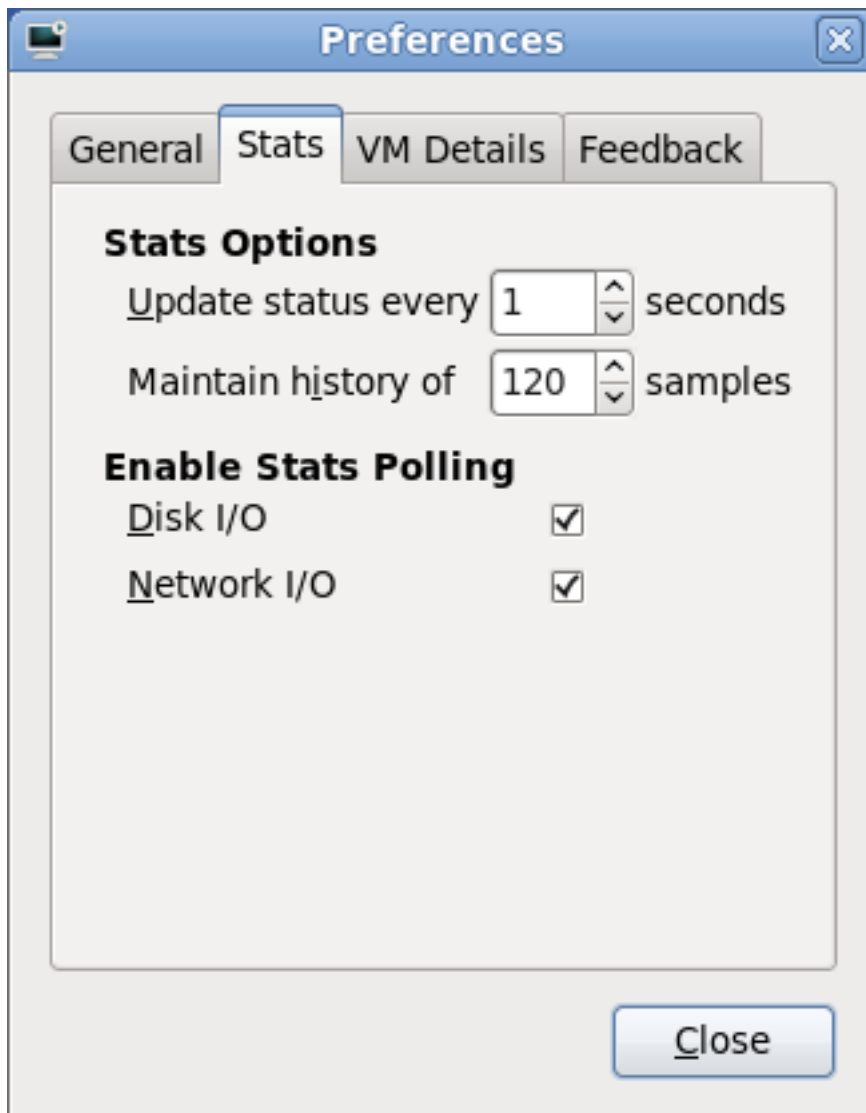 Preferences
General Stats VM Details Feedback
Stats Options
Update status every 1 seconds
Maintain history of 120 samples
Enable Stats Polling
Disk I/O
Network I/O
Close